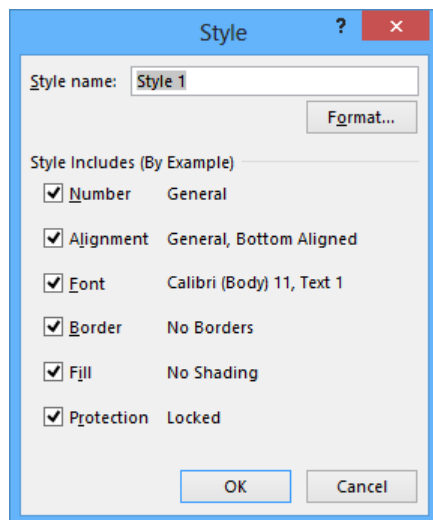 Style ?
Style name: Style 1
Format...
Style Includes (By Example)
Number General
Alignment General, Bottom Aligned
Font Calibri (Body) 11, Text 1
Border No Borders
Fill No Shading
Protection Locked
OK Cancel